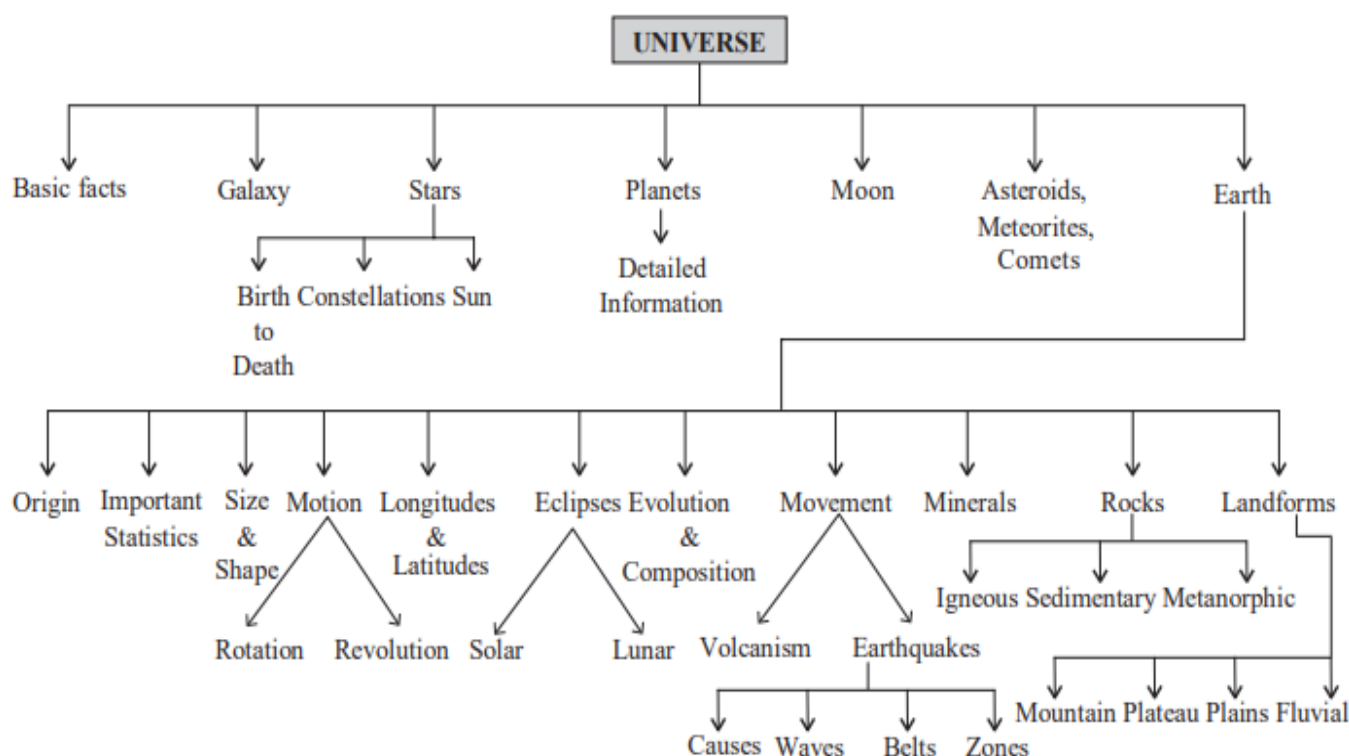 UNIVERSE
Basic facts Galaxy Stars Planets Moon Asteroids, Earth
Meteorites,
Comets
Detailed
Information
Birth Constellations Sun
to
Death
Origin Important Size Motion Longitudes Eclipses Evolution Movement Minerals Rocks Landforms
Statistics & & &
Shape Latitudes Composition
Igneous Sedimentary Metanorphic
Rotation Revolution Solar Lunar Volcanism Earthquakes
Mountain Plateau Plains Fluvial
Causes Waves Belts Zones